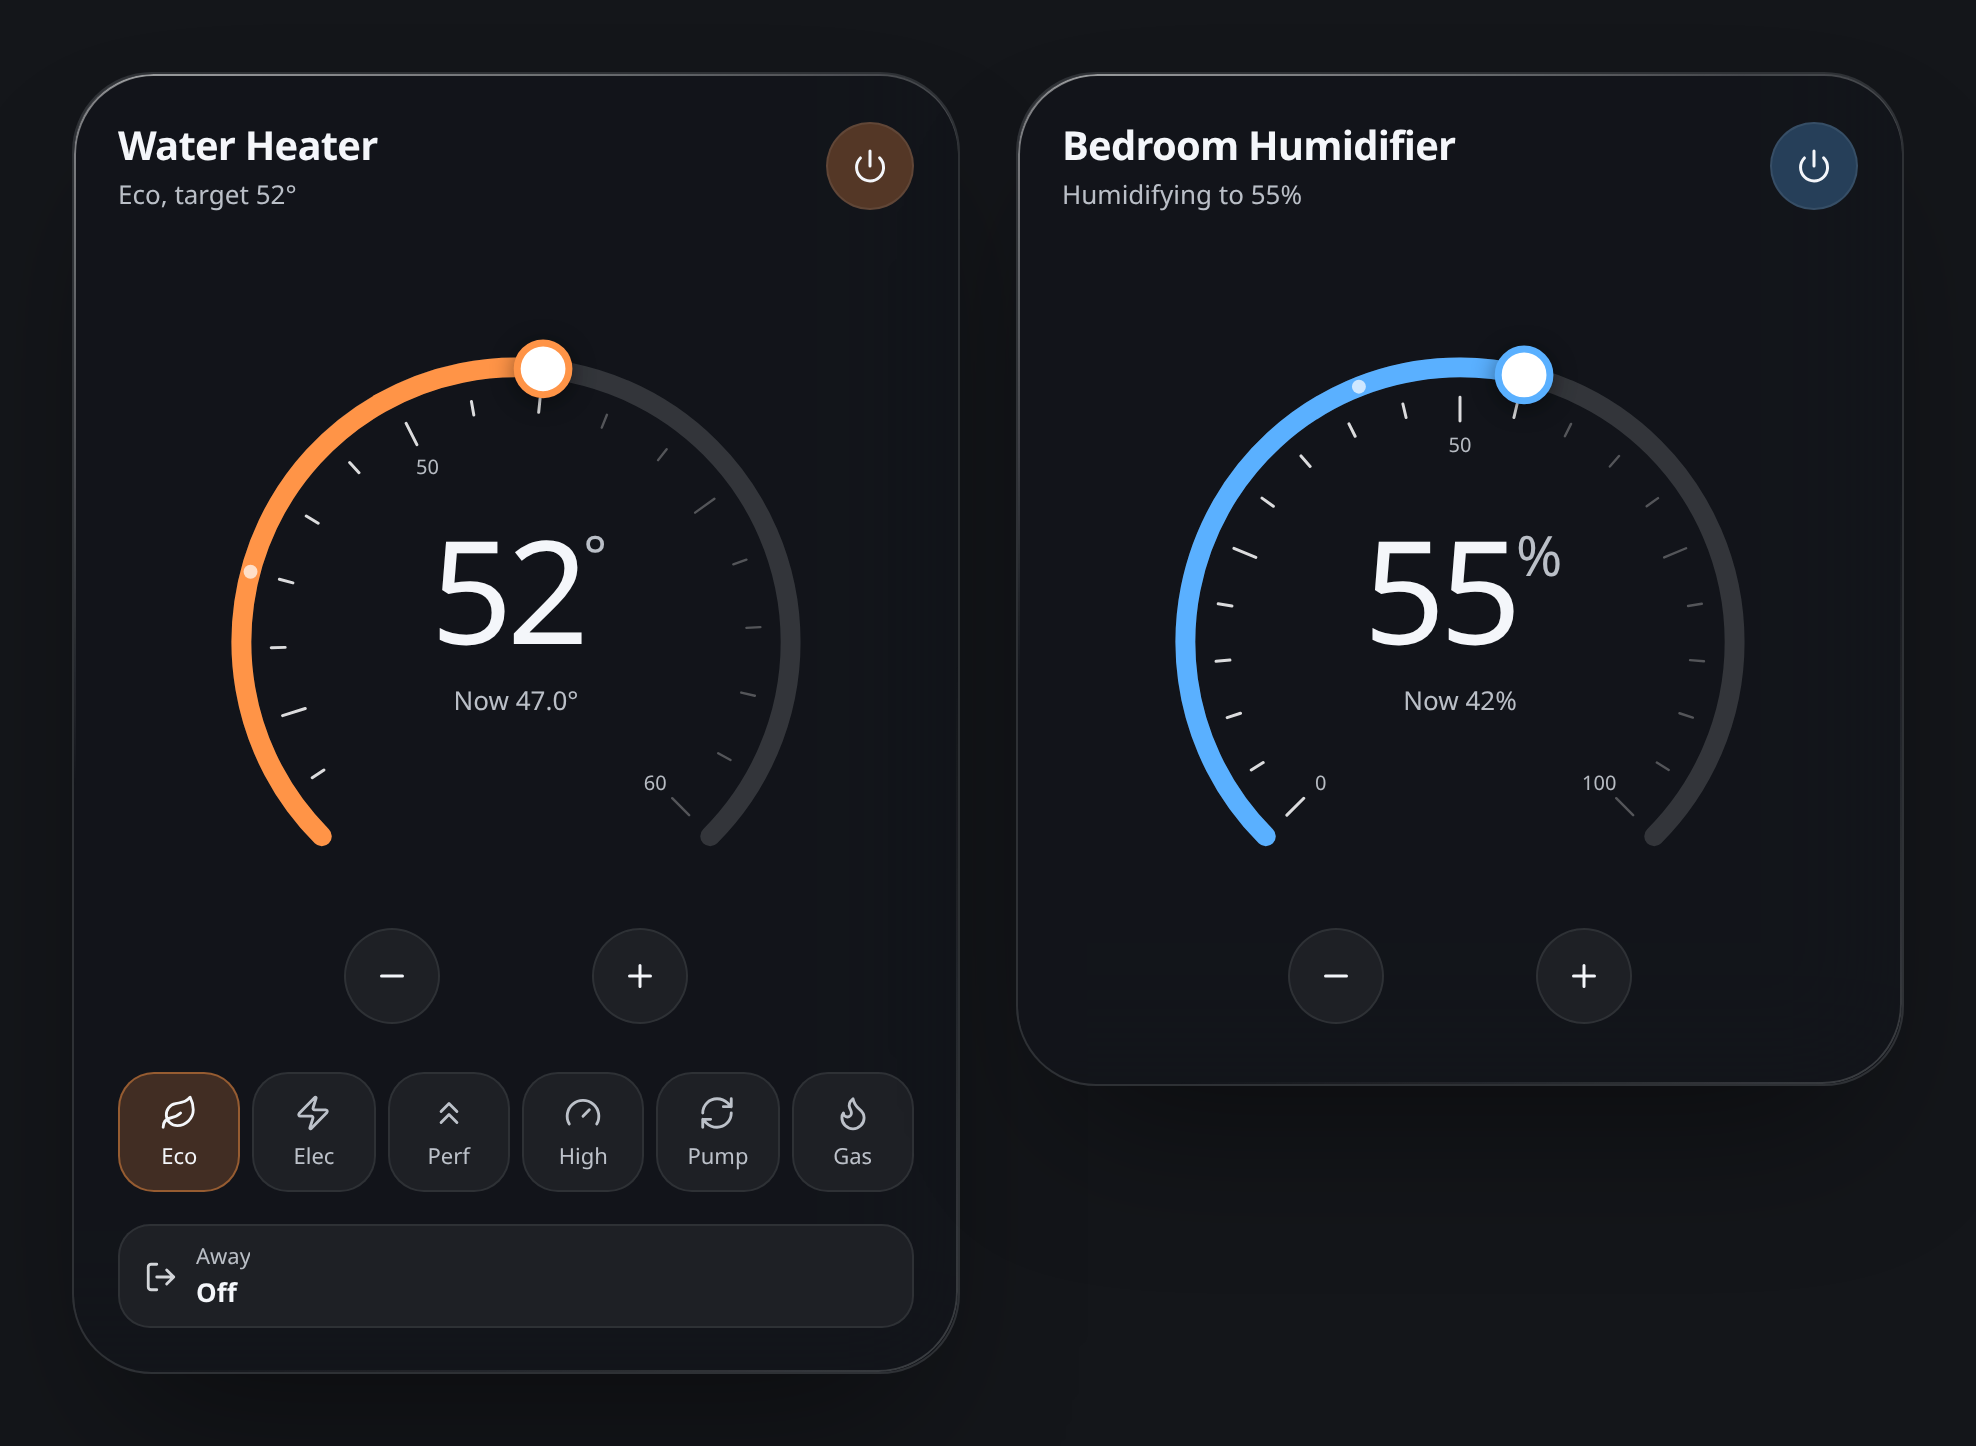 Water Heater
Eco, target 52°
50
52°
Now 47.0°
60
Eco
Elec
Perf
High
Pump
Gas
Away
Off
Bedroom Humidifier
Humidifying to 55%
50
55%
Now 42%
0
100